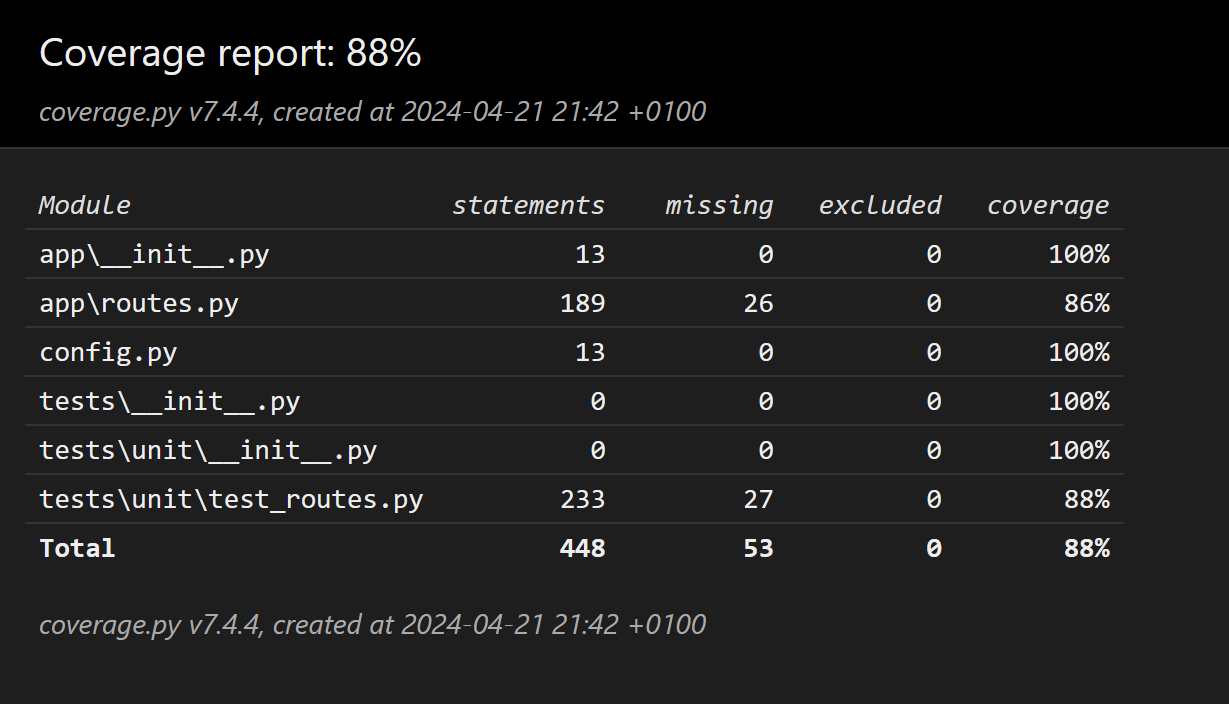 Coverage report: 88%
coverage.py v7.4.4, created at 2024-04-21 21:42 +0100
Module statements missing excluded coverage
app\__init__.py 13 0 0 100%
app\routes.py 189 26 0 86%
config.py 13 0 0 100%
tests\__init__.py 0 0 0 100%
tests\unit\__init__.py 0 0 0 100%
tests\unit\test_routes.py 233 27 0 88%
Total 448 53 0 88%
coverage.py v7.4.4, created at 2024-04-21 21:42 +0100